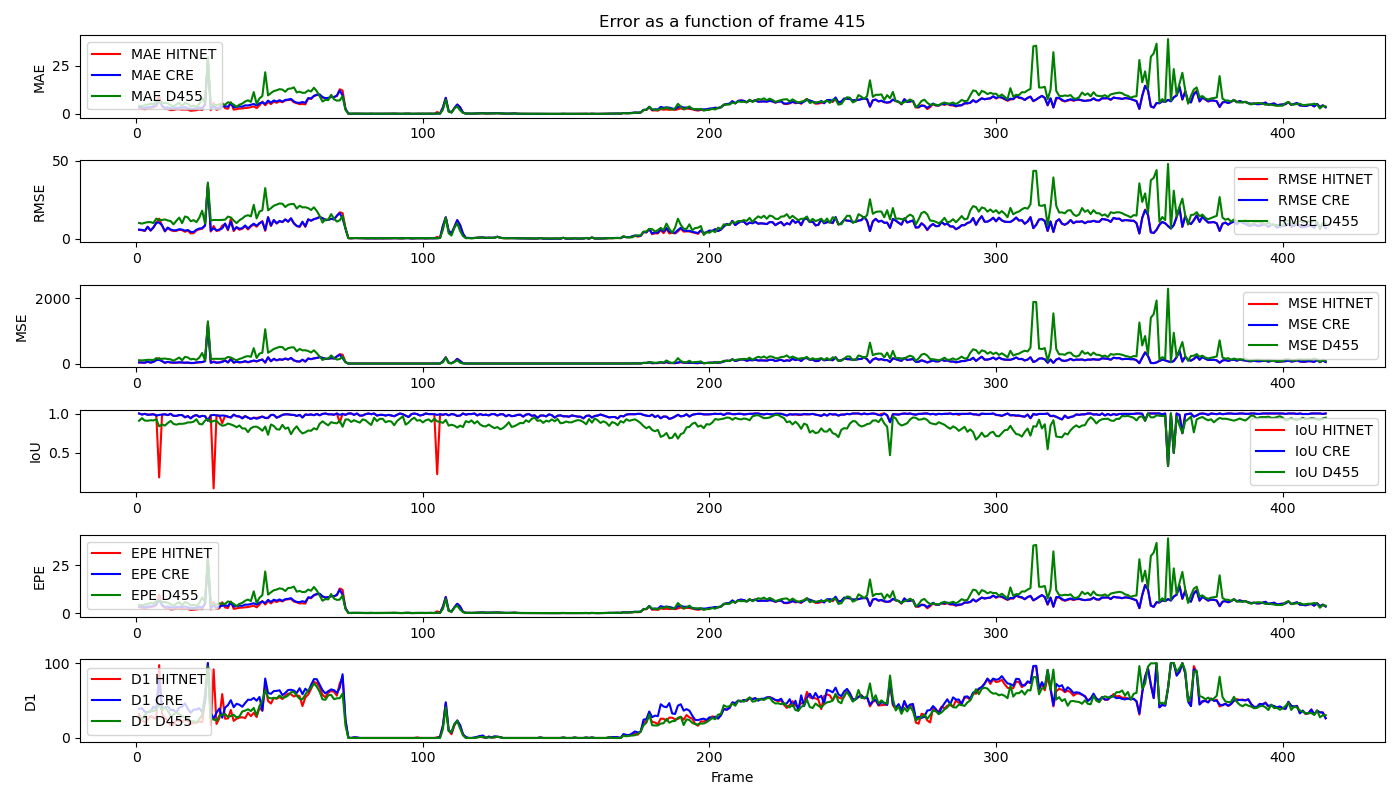 Error as a function of frame 415
MAE
25
0
MAE HITNET
MAE CRE
MAE D455
0 100 200 300 400
RMSE
50
0
RMSE HITNET
RMSE CRE
RMSE D455
0 100 200 300 400
MSE
2000
0
MSE HITNET
MSE CRE
MSE D455
0 100 200 300 400
IoU
1.0
0.5
IoU HITNET
IoU CRE
IoU D455
0 100 200 300 400
EPE
25
0
EPE HITNET
EPE CRE
EPE D455
0 100 200 300 400
D1
100
0
D1 HITNET
D1 CRE
D1 D455
0 100 200 300 400
Frame